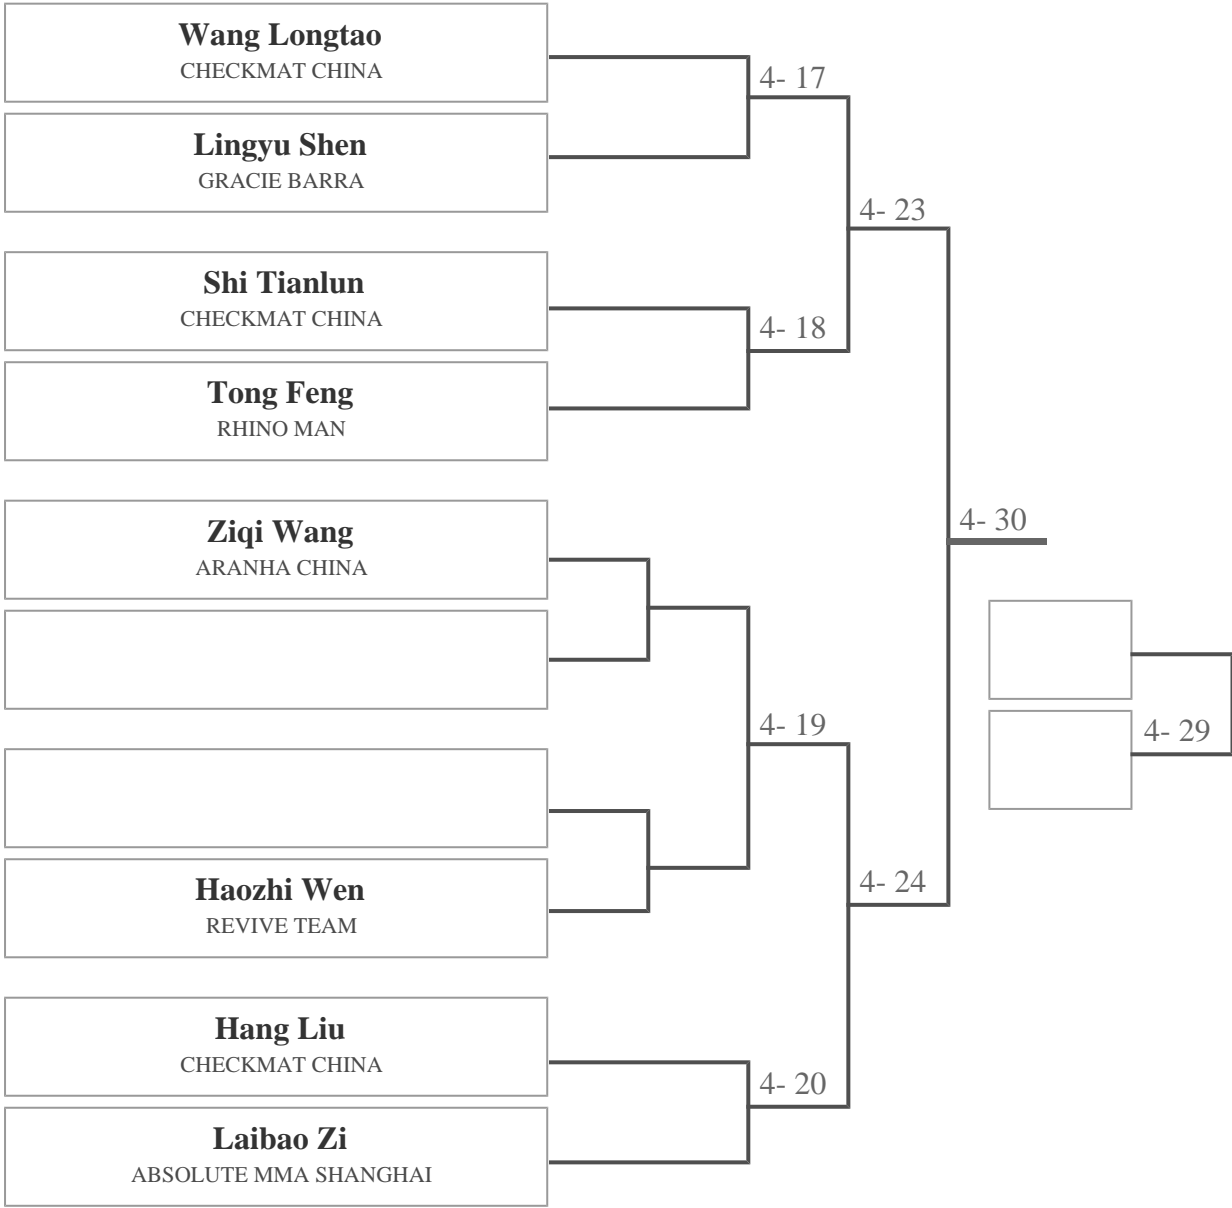 Wang Longtao
CHECKMAT CHINA
4- 17
Lingyu Shen
GRACIE BARRA
4- 23
Shi Tianlun
CHECKMAT CHINA
4- 18
Tong Feng
RHINO MAN
Ziqi Wang
ARANHA CHINA
4- 30
4- 19
4- 29
Haozhi Wen
REVIVE TEAM
4- 24
Hang Liu
CHECKMAT CHINA
4- 20
Laibao Zi
ABSOLUTE MMA SHANGHAI